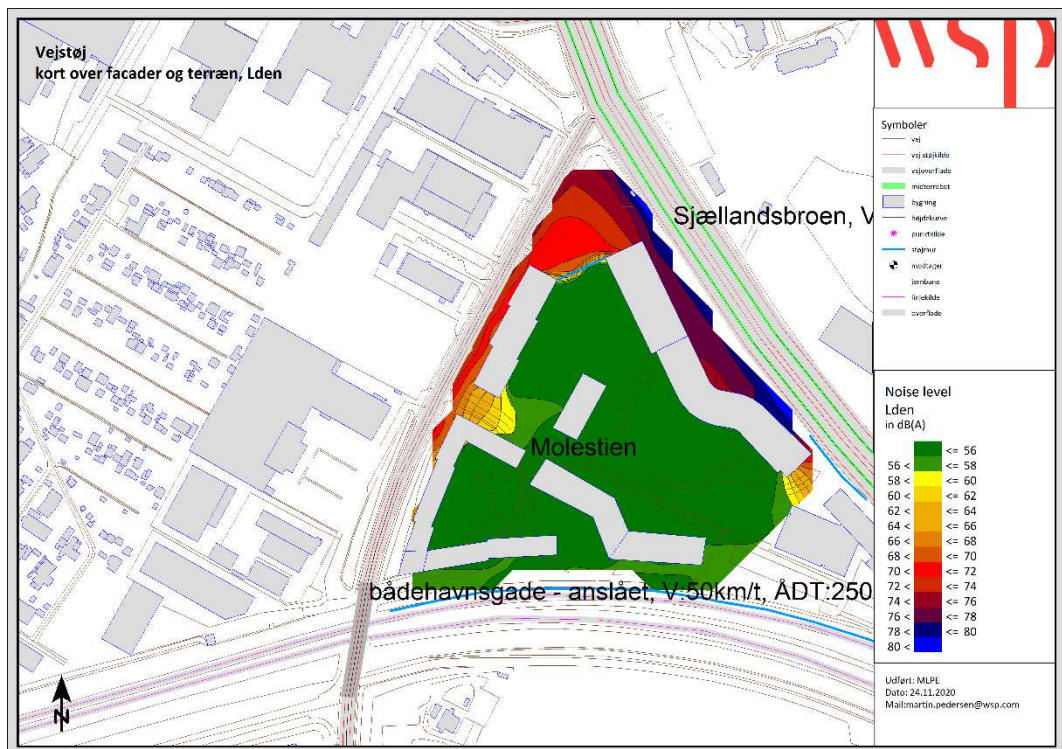 Vejstøj
kort over facader og terræn, Lden
wsp
Sjællandsbroen, V
Molestien
bådehavnsgade - anslået, V:50km/t, ÅDT:250
N
Symboler
vej
vej støjkilde
vejoverflade
midterrabat
bygning
højdekurve
punktkilde
støjmur
modtager
jernbane
linjekilde
overflade
Noise level
Lden
in dB(A)
<= 56
56 < <= 58
58 < <= 60
60 < <= 62
62 < <= 64
64 < <= 66
66 < <= 68
68 < <= 70
70 < <= 72
72 < <= 74
74 < <= 76
76 < <= 78
78 < <= 80
80 <
Udført: MLPE
Dato: 24.11.2020
Mail:martin.pedersen@wsp.com